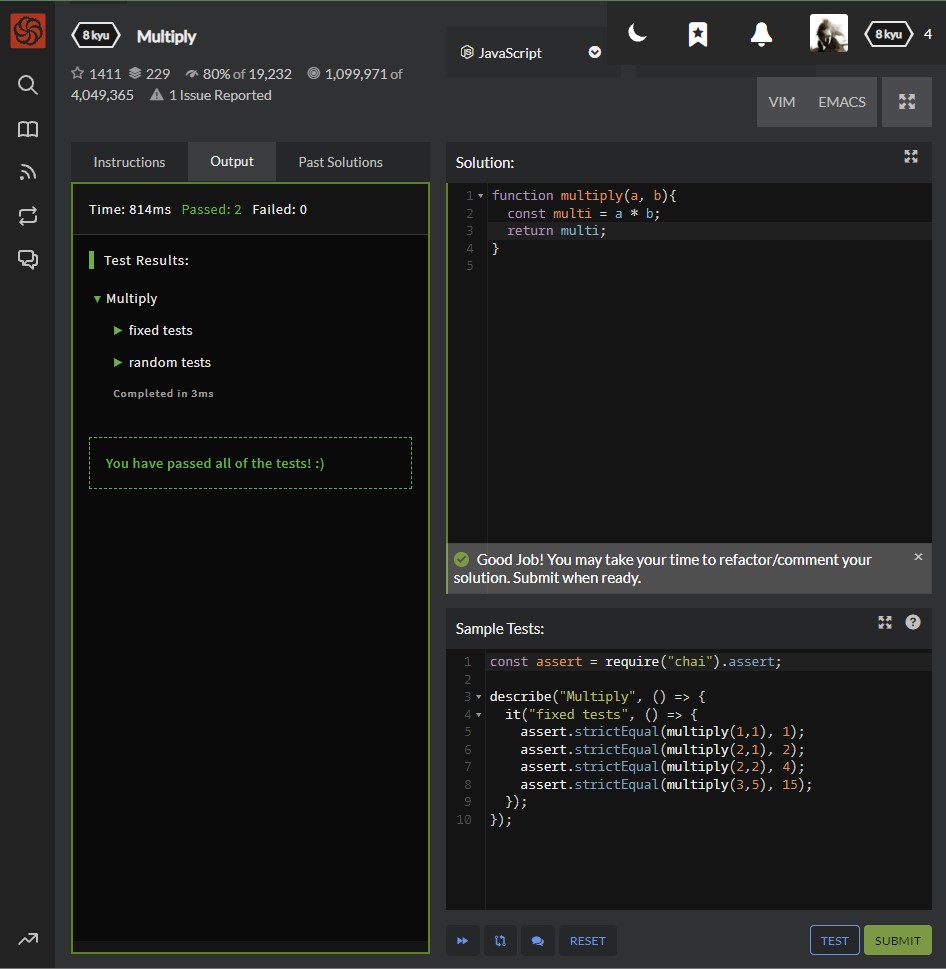 8 kyu Multiply
1411 229 80% of 19,232 1,099,971 of
4,049,365 1 Issue Reported
JavaScript
8 kyu 4
VIM EMACS
Instructions Output Past Solutions
Time: 814ms Passed: 2 Failed: 0
Test Results:
Multiply
fixed tests
random tests
Completed in 3ms
You have passed all of the tests! :)
Solution:
1 function multiply(a, b){
2 const multi = a * b;
3 return multi;
4 }
5
Good Job! You may take your time to refactor/comment your
solution. Submit when ready.
×
Sample Tests:
?
1 const assert = require("chai").assert;
2
3 describe("Multiply", () => {
4 it("fixed tests", () => {
5 assert.strictEqual(multiply(1,1), 1);
6 assert.strictEqual(multiply(2,1), 2);
7 assert.strictEqual(multiply(2,2), 4);
8 assert.strictEqual(multiply(3,5), 15);
9 });
10 });
RESET
TEST SUBMIT